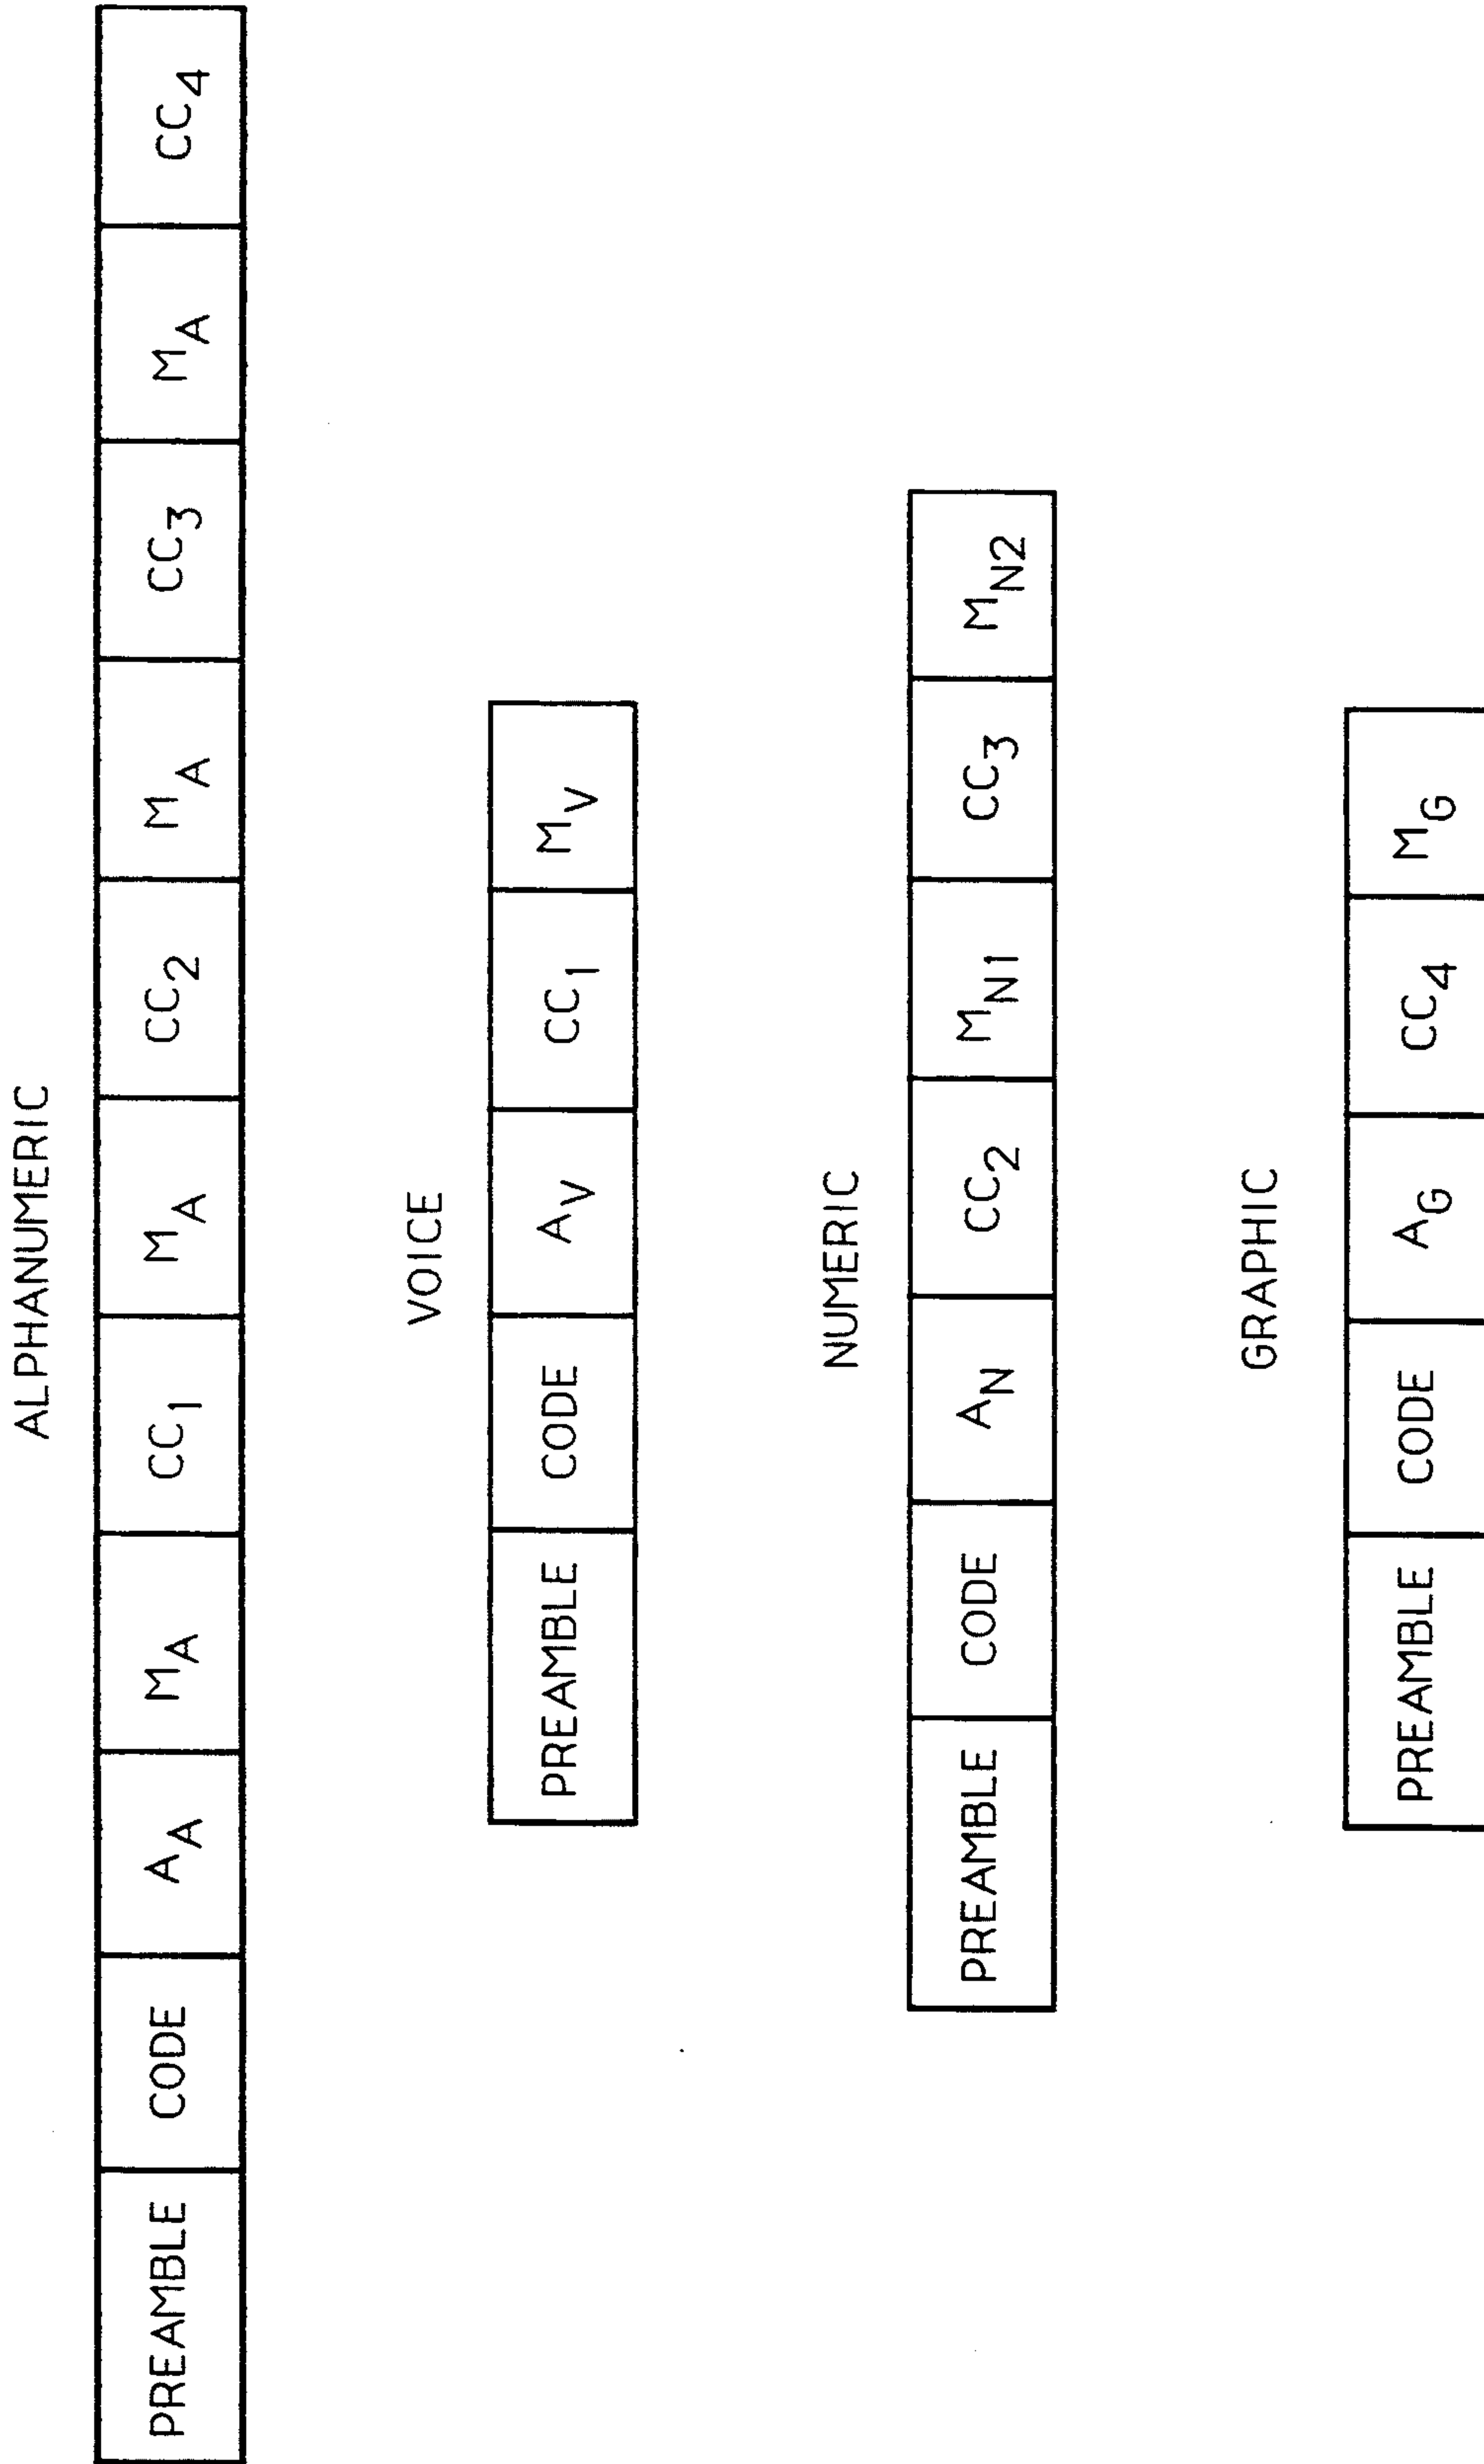 ALPHANUMERIC
PREAMBLE CODE A_A M_A CC_1 M_A CC_2 M_A CC_3 M_A CC_4
VOICE
PREAMBLE CODE A_V CC_1 M_V
NUMERIC
PREAMBLE CODE A_N CC_2 M_N1 CC_3 M_N2
GRAPHIC
PREAMBLE CODE A_G CC_4 M_G